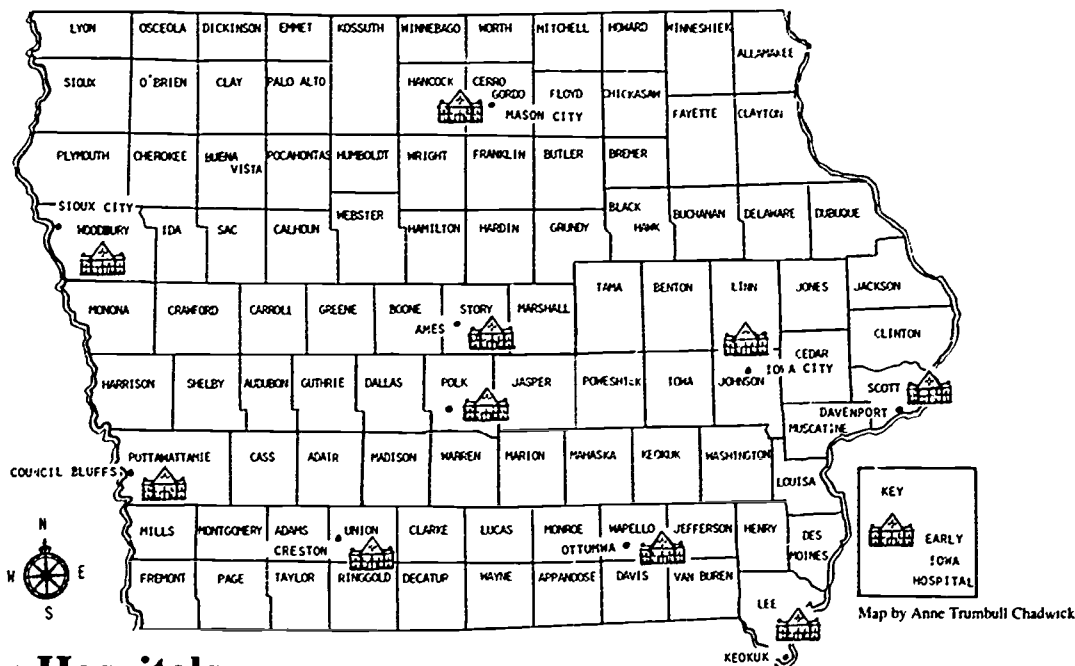 LYON OSCEOLA DICKINSON EMMET KOSSUTH WINNEBAGO WORTH MITCHELL HOWARD WINNESHIEK
ALLAMAKEE
SIOUX O'BRIEN CLAY PALO ALTO HANCOCK CERRO
GORDO FLOYD CHICKASAW
MASON CITY FAYETTE CLAYTON
PLYMOUTH CHEROKEE BUENA POCAHONTAS HUMBOLDT WRIGHT FRANKLIN BUTLER BREMER
VISTA
SIOUX CITY WEBSTER BLACK BUCHANAN DELAWARE DUBUQUE
WOODBURY IDA SAC CALHOUN HAMILTON HARDIN GRUNDY HAWK
TAMA BENTON LINN JONES JACKSON
MONONA CRAWFORD CARROLL GREENE BOONE STORY MARSHALL
AMES CLINTON
CEDAR
IOWA CITY
HARRISON SHELBY AUDUBON GUTHRIE DALLAS POLK JASPER POWESHIEK IOWA JOHNSON SCOTT
DAVENPORT
MUSCATINE
PUTTAWATTAMIE CASS ADAIR MADISON WARREN MARION MAHASKA KEOKUK WASHINGTON
COUNCIL BLUFFS
LOUISA
KEY
N
MILLS MONTGOMERY ADAMS UNION CLARKE LUCAS MONROE WAPELLO JEFFERSON HENRY DES
MOINES
CRESTON OTTUMWA
EARLY
IOWA
HOSPITAL
W E
FREMONT PAGE TAYLOR RINGGOLD DECATUR WAYNE APPANOOSE DAVIS VAN BUREN
LEE
S
Map by Anne Trumbull Chadwick
KEOKUK